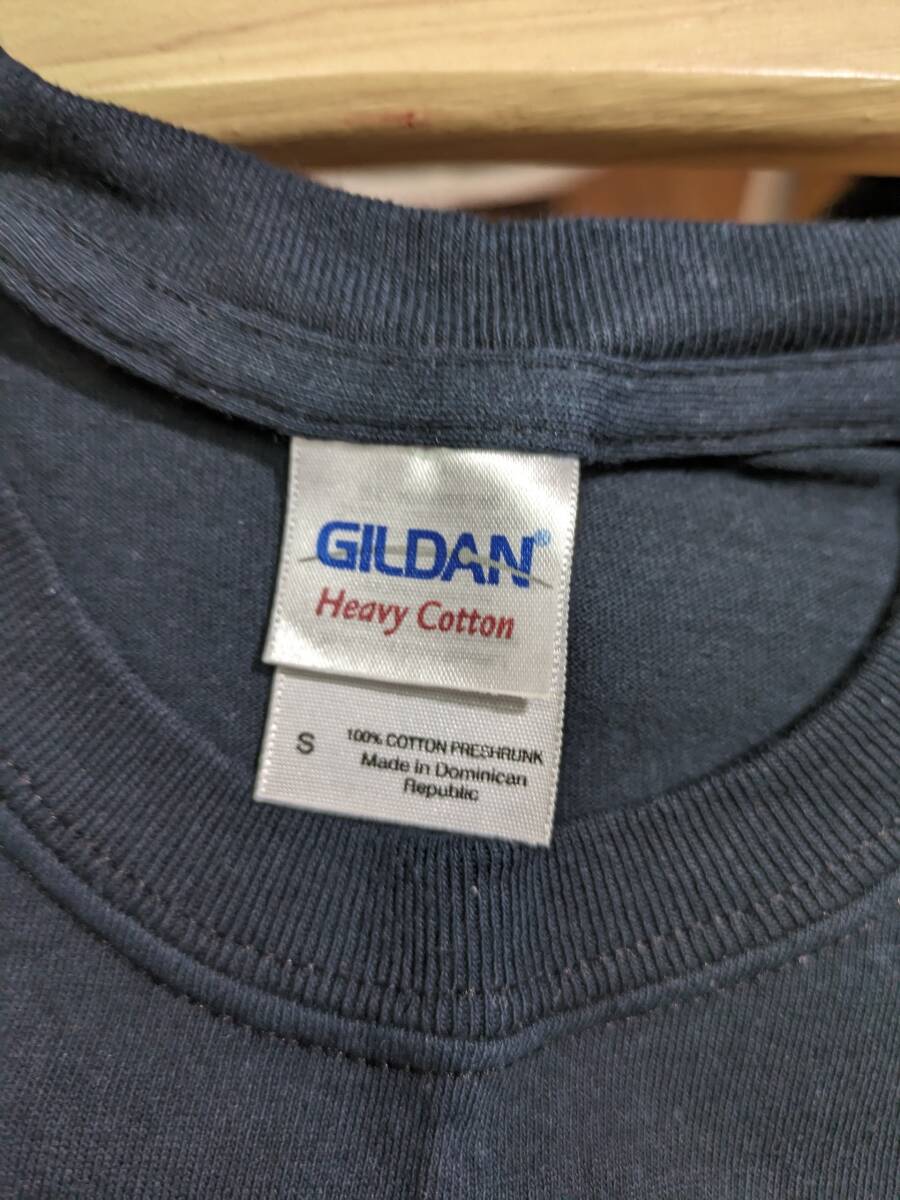 GILDAN®
Heavy Cotton
S 100% COTTON PRESHRUNK
Made in Dominican
Republic